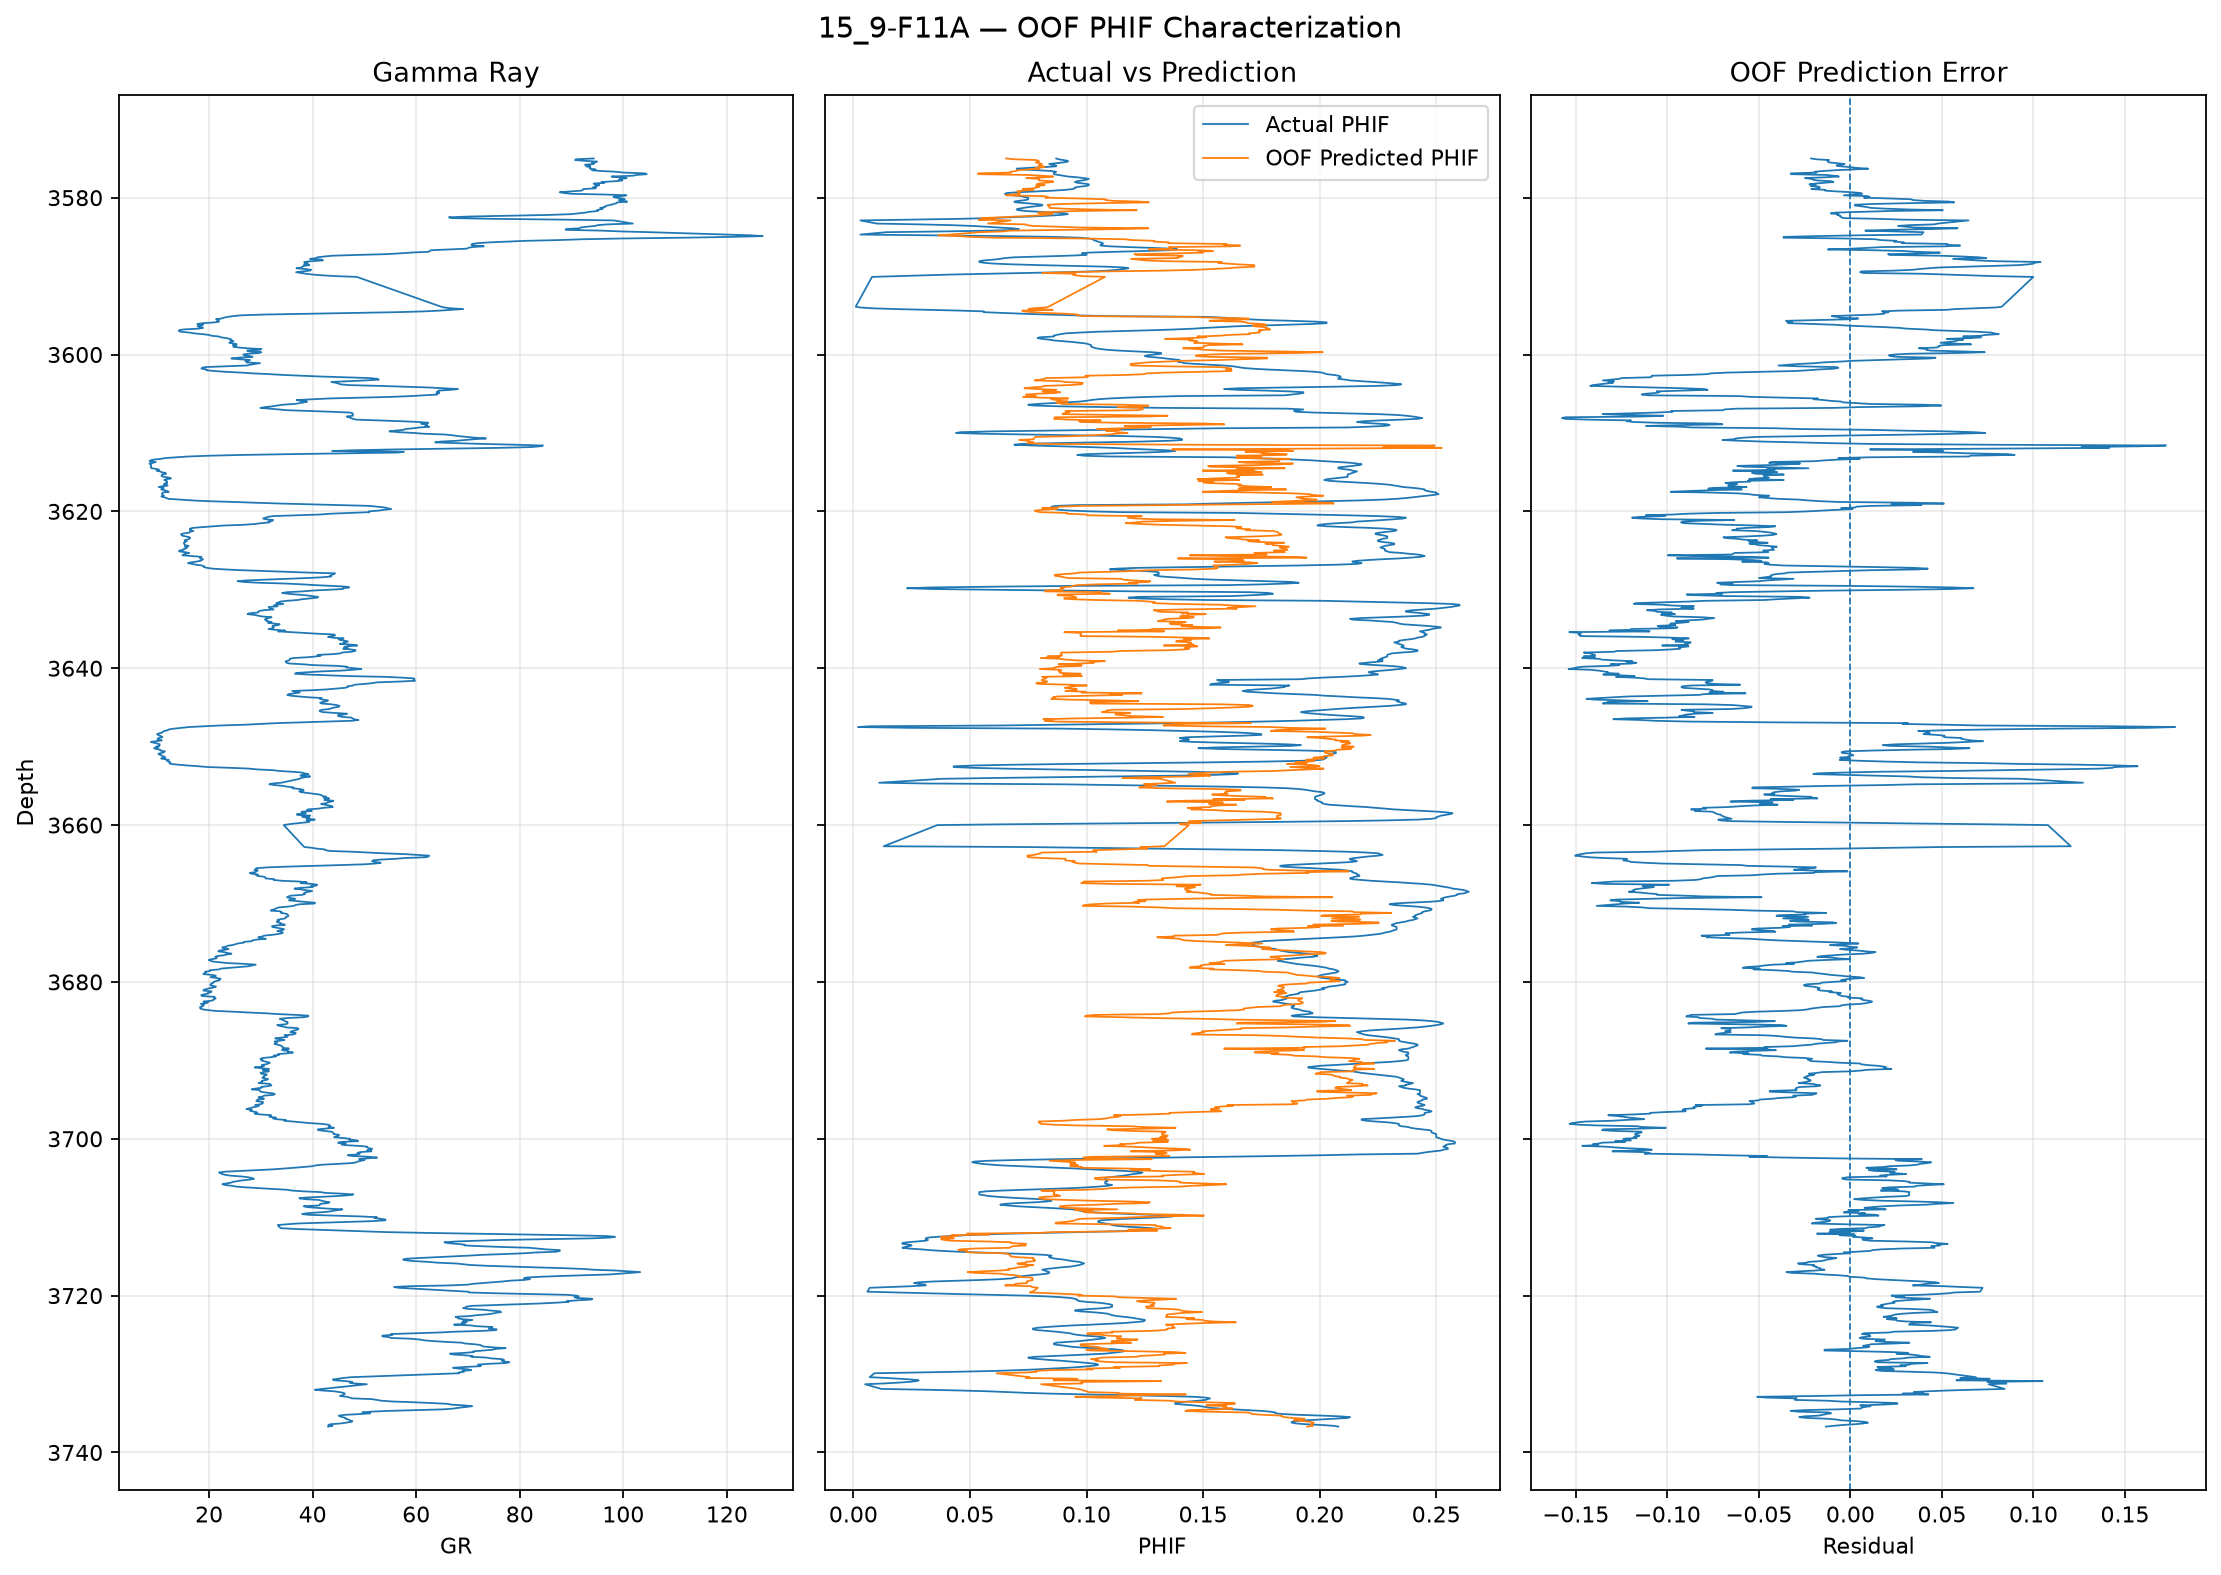 15_9-F11A — OOF PHIF Characterization
Gamma Ray
Actual vs Prediction
OOF Prediction Error
Actual PHIF
OOF Predicted PHIF
Depth
3580
3600
3620
3640
3660
3680
3700
3720
3740
20 40 60 80 100 120
0.00 0.05 0.10 0.15 0.20 0.25
−0.15 −0.10 −0.05 0.00 0.05 0.10 0.15
GR
PHIF
Residual